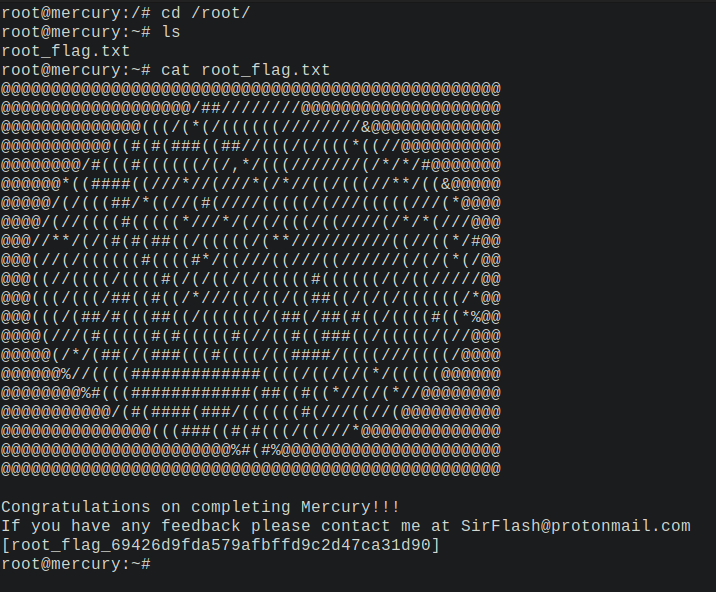 root@mercury:/# cd /root/
root@mercury:~# ls
root_flag.txt
root@mercury:~# cat root_flag.txt
@@@@@@@@@@@@@@@@@@@@@@@@@@@@@@@@@@@@@@@@@@@@@@@@@@
@@@@@@@@@@@@@@@@@@@/##////////@@@@@@@@@@@@@@@@@@@@
@@@@@@@@@@@@@@(((/(*(/((((((////////&@@@@@@@@@@@@@
@@@@@@@@@@@((#(#(###((##//(((/(/(((*((//@@@@@@@@@@
@@@@@@@@/#(((#((((((/(/,*/(((///////(/*/*/#@@@@@@@
@@@@@@*((####((///*//(///*(/*//((/(((//**/((&@@@@@
@@@@@/(/(((##/*((//(#(////(((((/(///(((((///(*@@@@
@@@@/(//((((#(((((*///*/(/(/(((/((////(/*/*(///@@@
@@@//**/(/(#(#(##((/(((((/(**//////////((//((*/#@@
@@@(//(/((((((#((((#*/((///((///((//////(/(/(*(/@@
@@@((//((((/((((#(/(/((/(/(((((#((((((/(/((/////@@
@@@(((/(((/##((#((/*///((/((/((##((/(/(/((((((/*@@
@@@(((/(##/#(((##((/((((((/(##(/##(#((/((((#((*%@@
@@@@(///(#(((((#(#(((((#(//((#((###((/(((((/(//@@@
@@@@@(/*/(##(/(###(((#((((/((####/((((///((((/@@@@
@@@@@@%//((((#############((((/((/(/(*/(((((@@@@@@
@@@@@@@@%#(((############(##((#((*//(/(*//@@@@@@@@
@@@@@@@@@@@/(#(####(###/((((((#(///((//(@@@@@@@@@@
@@@@@@@@@@@@@@@(((###((#(#(((/((///*@@@@@@@@@@@@@@
@@@@@@@@@@@@@@@@@@@@@@@%#(#%@@@@@@@@@@@@@@@@@@@@@@
@@@@@@@@@@@@@@@@@@@@@@@@@@@@@@@@@@@@@@@@@@@@@@@@@@
Congratulations on completing Mercury!!!
If you have any feedback please contact me at SirFlash@protonmail.com
[root_flag_69426d9fda579afbffd9c2d47ca31d90]
root@mercury:~#